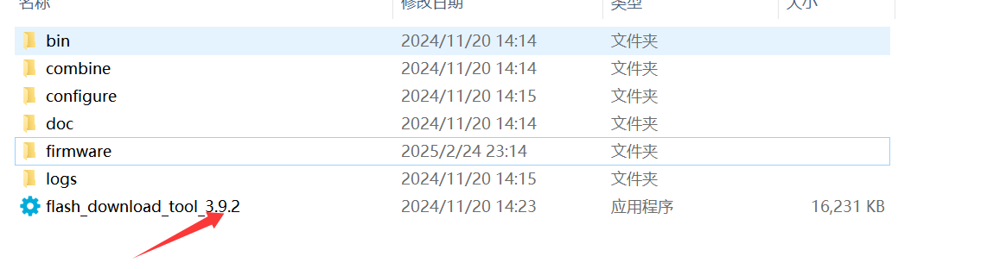 名称 修改日期 类型 大小
bin 2024/11/20 14:14 文件夹
combine 2024/11/20 14:14 文件夹
configure 2024/11/20 14:15 文件夹
doc 2024/11/20 14:14 文件夹
firmware 2025/2/24 23:14 文件夹
logs 2024/11/20 14:15 文件夹
flash_download_tool_3.9.2 2024/11/20 14:23 应用程序 16,231 KB